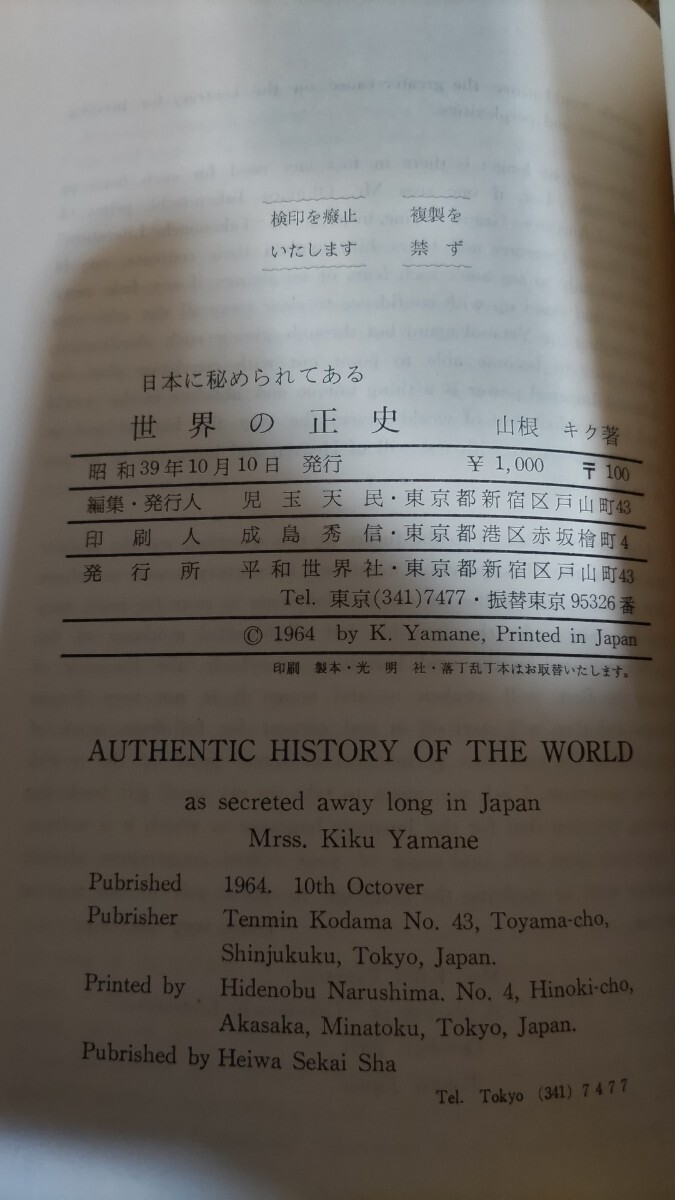 検印を癈止
いたします
複製を
禁ず
日本に秘められてある
世界の正史 山根 キク著
昭和39年10月10日 発行 ¥1,000 〒100
編集・発行人 児玉天民・東京都新宿区戸山町43
印刷人 成島秀信・東京都港区赤坂檜町4
発行所 平和世界社・東京都新宿区戸山町43
Tel. 東京(341)7477・振替東京95326番
© 1964 by K. Yamane, Printed in Japan
印刷 製本・光明社・落丁乱丁本はお取替いたします。
AUTHENTIC HISTORY OF THE WORLD
as secreted away long in Japan
Mrss. Kiku Yamane
Pubrished 1964. 10th Octover
Pubrisher Tenmin Kodama No. 43, Toyama-cho,
Shinjukuku, Tokyo, Japan.
Printed by Hidenobu Narushima. No. 4, Hinoki-cho,
Akasaka, Minatoku, Tokyo, Japan.
Pubrished by Heiwa Sekai Sha
Tel. Tokyo (341) 7477